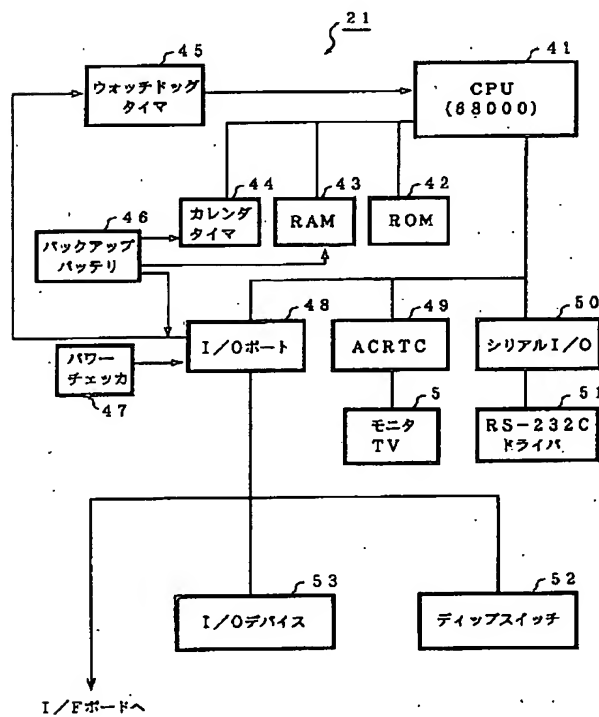 21
45
ウォッチドッグ
タイマ
41
CPU
(68000)
44
カレンダ
タイマ
43
RAM
42
ROM
46
バックアップ
バッテリ
48
I/Oポート
49
ACRTC
50
シリアルI/O
パワー
チェッカ
47
5
モニタ
TV
51
RS-232C
ドライバ
53
I/Oデバイス
52
ディップスイッチ
I/Fボードへ